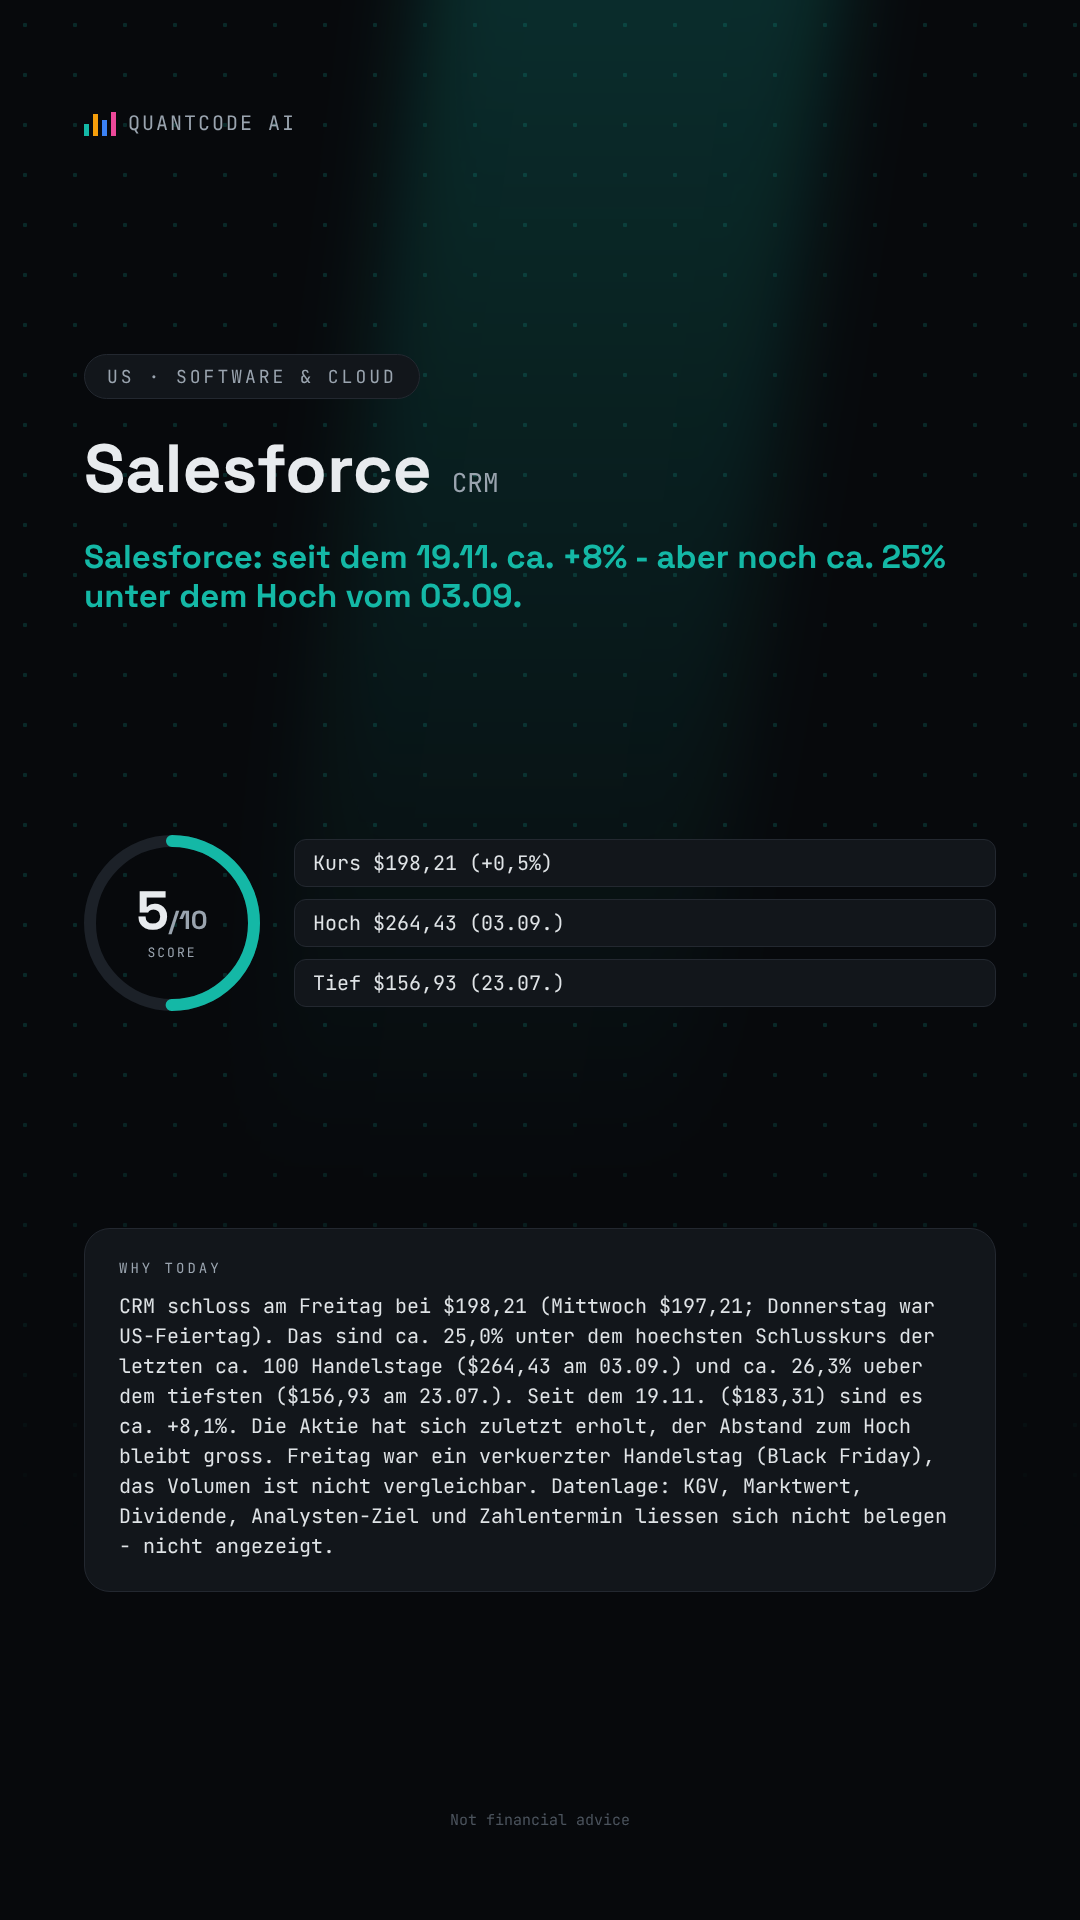 QUANTCODE AI
US · SOFTWARE & CLOUD
Salesforce CRM
Salesforce: seit dem 19.11. ca. +8% - aber noch ca. 25%
unter dem Hoch vom 03.09.
5/10
SCORE
Kurs $198,21 (+0,5%)
Hoch $264,43 (03.09.)
Tief $156,93 (23.07.)
WHY TODAY
CRM schloss am Freitag bei $198,21 (Mittwoch $197,21; Donnerstag war
US-Feiertag). Das sind ca. 25,0% unter dem hoechsten Schlusskurs der
letzten ca. 100 Handelstage ($264,43 am 03.09.) und ca. 26,3% ueber
dem tiefsten ($156,93 am 23.07.). Seit dem 19.11. ($183,31) sind es
ca. +8,1%. Die Aktie hat sich zuletzt erholt, der Abstand zum Hoch
bleibt gross. Freitag war ein verkuerzter Handelstag (Black Friday),
das Volumen ist nicht vergleichbar. Datenlage: KGV, Marktwert,
Dividende, Analysten-Ziel und Zahlentermin liessen sich nicht belegen
- nicht angezeigt.
Not financial advice